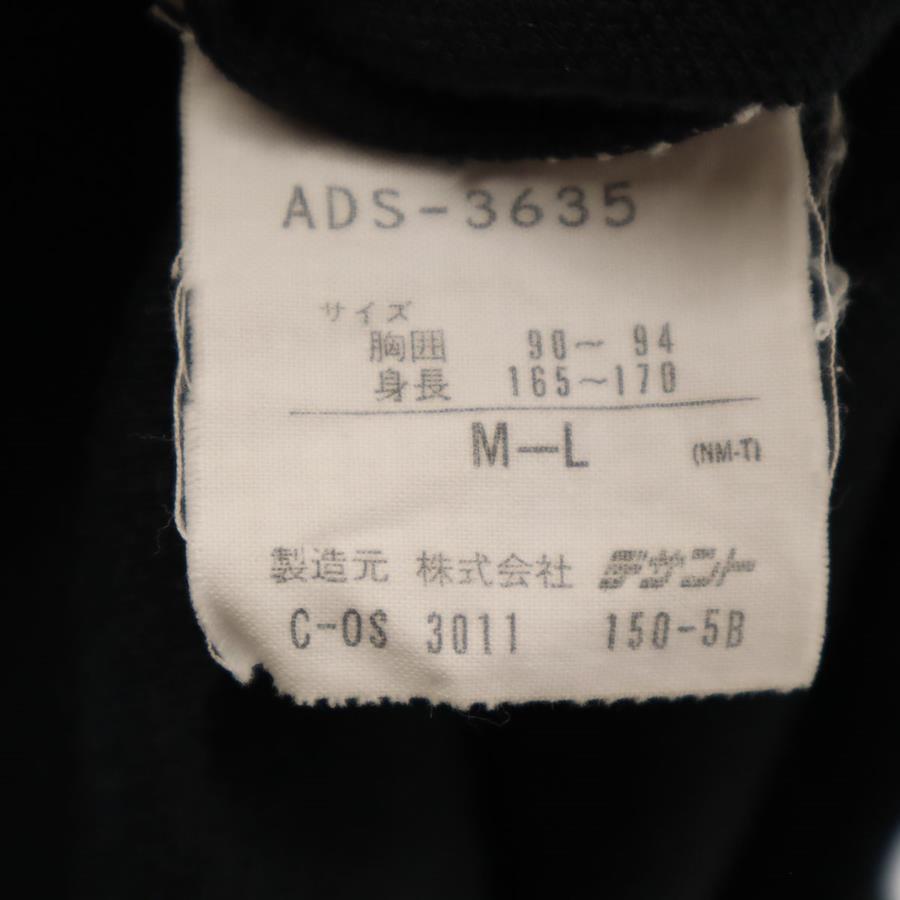 ADS-3635
サイズ
胸囲 90~ 94
身長 165~170
M—L (NM-T)
製造元 株式会社 デサント
C-OS 3011 150-5B